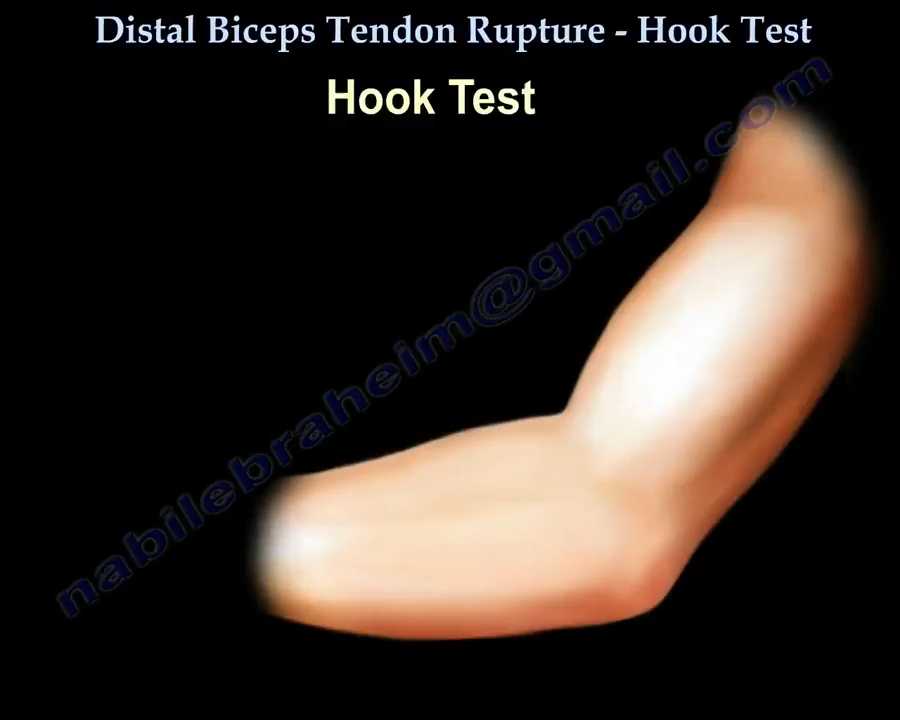 Distal Biceps Tendon Rupture - Hook Test
Hook Test
nabilebraheim@gmail.com